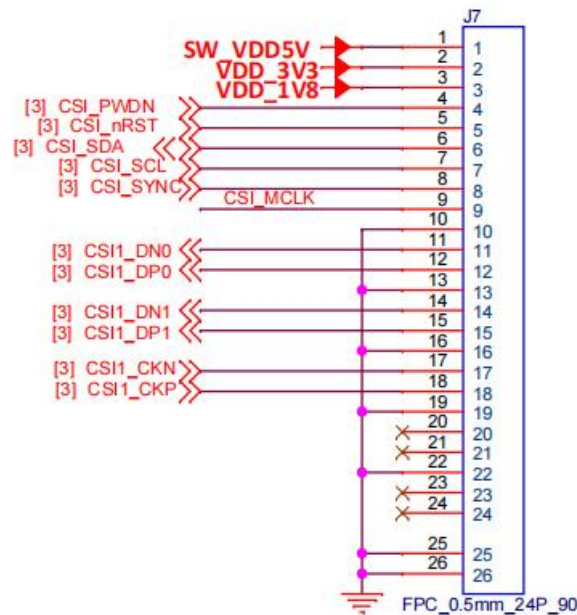 J7
SW_VDD5V 1 1
VDD_3V3 2 2
VDD_1V8 3 3
[3] CSI_PWDN 4 4
[3] CSI_nRST 5 5
[3] CSI_SDA 6 6
[3] CSI_SCL 7 7
[3] CSI_SYNC 8 8
CSI_MCLK 9 9
10 10
[3] CSI1_DN0 11 11
[3] CSI1_DP0 12 12
13 13
[3] CSI1_DN1 14 14
[3] CSI1_DP1 15 15
16 16
[3] CSI1_CKN 17 17
[3] CSI1_CKP 18 18
19 19
20 20
21 21
22 22
23 23
24 24
25 25
26 26
FPC_0.5mm_24P_90